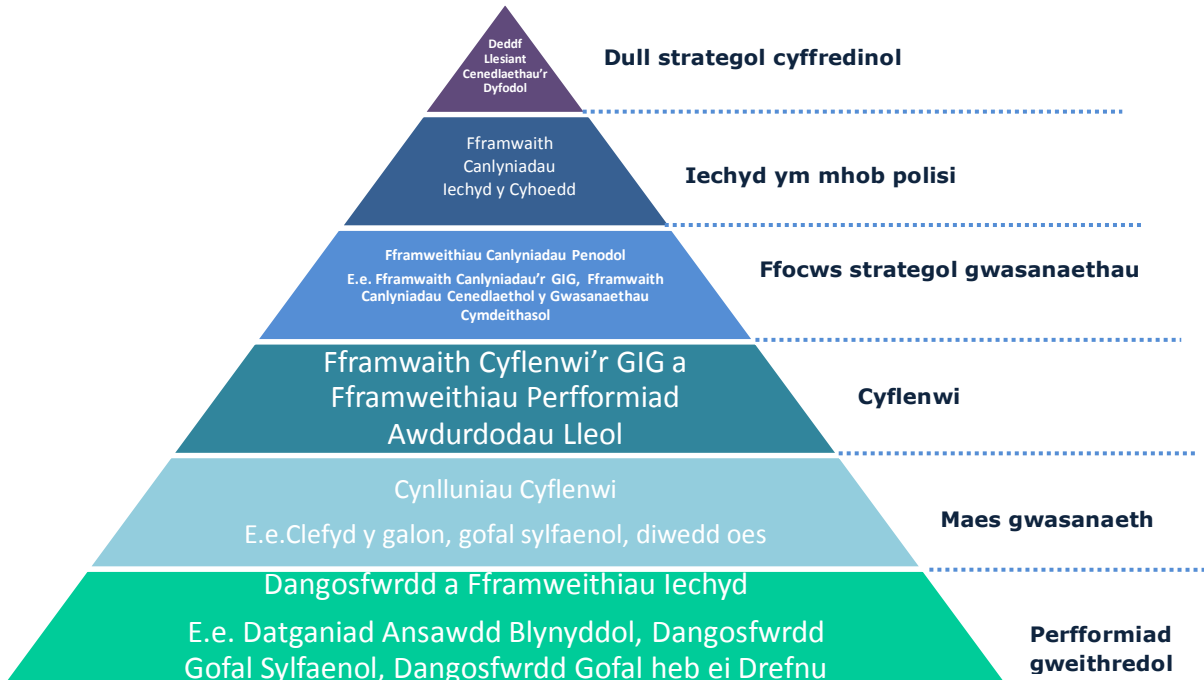 Deddf
Llesiant
Cenedlaethau'r
Dyfodol
Dull strategol cyffredinol
Fframwaith
Canlyniadau
Iechyd y Cyhoedd
Iechyd ym mhob polisi
Fframweithiau Canlyniadau Penodol
E.e. Fframwaith Canlyniadau'r GIG, Fframwaith
Canlyniadau Cenedlaethol y Gwasanaethau
Cymdeithasol
Ffocws strategol gwasanaethau
Fframwaith Cyflenwi'r GIG a
Fframweithiau Perfformiad
Awdurdodau Lleol
Cyflenwi
Cynlluniau Cyflenwi
E.e.Clefyd y galon, gofal sylfaenol, diwedd oes
Maes gwasanaeth
Dangosfwrdd a Fframweithiau Iechyd
E.e. Datganiad Ansawdd Blynyddol, Dangosfwrdd
Gofal Sylfaenol, Dangosfwrdd Gofal heb ei Drefnu
Perfformiad
gweithredol